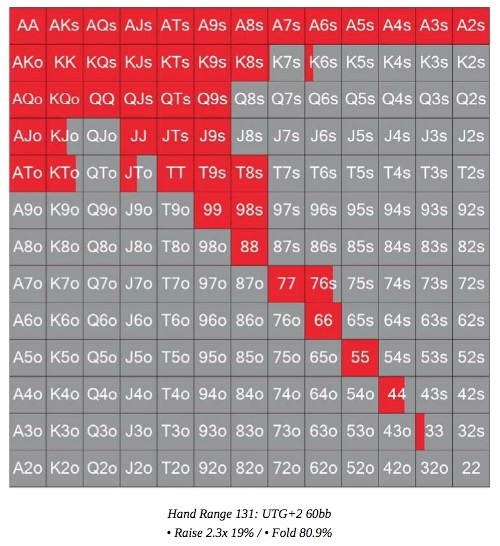 AA AKs AQs AJs ATs A9s A8s A7s A6s A5s A4s A3s A2s
AKo KK KQs KJs KTs K9s K8s K7s K6s K5s K4s K3s K2s
AQo KQo QQ QJs QTs Q9s Q8s Q7s Q6s Q5s Q4s Q3s Q2s
AJo KJo QJo JJ JTs J9s J8s J7s J6s J5s J4s J3s J2s
ATo KTo QTo JTo TT T9s T8s T7s T6s T5s T4s T3s T2s
A9o K9o Q9o J9o T9o 99 98s 97s 96s 95s 94s 93s 92s
A8o K8o Q8o J8o T8o 98o 88 87s 86s 85s 84s 83s 82s
A7o K7o Q7o J7o T7o 97o 87o 77 76s 75s 74s 73s 72s
A6o K6o Q6o J6o T6o 96o 86o 76o 66 65s 64s 63s 62s
A5o K5o Q5o J5o T5o 95o 85o 75o 65o 55 54s 53s 52s
A4o K4o Q4o J4o T4o 94o 84o 74o 64o 54o 44 43s 42s
A3o K3o Q3o J3o T3o 93o 83o 73o 63o 53o 43o 33 32s
A2o K2o Q2o J2o T2o 92o 82o 72o 62o 52o 42o 32o 22
Hand Range 131: UTG+2 60bb
• Raise 2.3x 19% / • Fold 80.9%